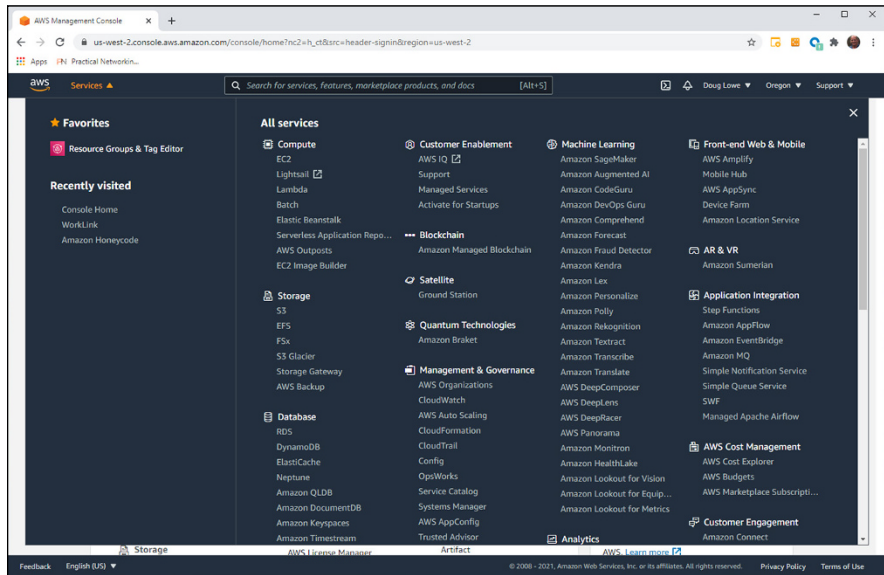 AWS Management Console
us-west-2.console.aws.amazon.com/console/home?nc2=h_ct&src=header-signin&region=us-west-2
Apps
PN Practical Networkin...
aws
Services
Search for services, features, marketplace products, and docs
[Alt+S]
Doug Lowe
Oregon
Support
Favorites
Resource Groups & Tag Editor
Recently visited
Console Home
WorkLink
Amazon Honeycode
All services
Compute
EC2
Lightsail
Lambda
Batch
Elastic Beanstalk
Serverless Application Repo...
AWS Outposts
EC2 Image Builder
Storage
S3
EFS
FSx
S3 Glacier
Storage Gateway
AWS Backup
Database
RDS
DynamoDB
ElastiCache
Neptune
Amazon QLDB
Amazon DocumentDB
Amazon Keyspaces
Amazon Timestream
Customer Enablement
AWS IQ
Support
Managed Services
Activate for Startups
Blockchain
Amazon Managed Blockchain
Satellite
Ground Station
Quantum Technologies
Amazon Braket
Management & Governance
AWS Organizations
CloudWatch
AWS Auto Scaling
CloudFormation
CloudTrail
Config
OpsWorks
Service Catalog
Systems Manager
AWS AppConfig
Trusted Advisor
Machine Learning
Amazon SageMaker
Amazon Augmented AI
Amazon CodeGuru
Amazon DevOps Guru
Amazon Comprehend
Amazon Forecast
Amazon Fraud Detector
Amazon Kendra
Amazon Lex
Amazon Personalize
Amazon Polly
Amazon Rekognition
Amazon Textract
Amazon Transcribe
Amazon Translate
AWS DeepComposer
AWS DeepLens
AWS DeepRacer
AWS Panorama
Amazon Monitron
Amazon HealthLake
Amazon Lookout for Vision
Amazon Lookout for Equip...
Amazon Lookout for Metrics
Analytics
Front-end Web & Mobile
AWS Amplify
Mobile Hub
AWS AppSync
Device Farm
Amazon Location Service
AR & VR
Amazon Sumerian
Application Integration
Step Functions
Amazon AppFlow
Amazon EventBridge
Amazon MQ
Simple Notification Service
Simple Queue Service
SWF
Managed Apache Airflow
AWS Cost Management
AWS Cost Explorer
AWS Budgets
AWS Marketplace Subscripti...
Customer Engagement
Amazon Connect
Storage
AWS License Manager
Artifact
AWS. Learn more
Feedback
English (US)
© 2008 - 2021, Amazon Web Services, Inc. or its affiliates. All rights reserved.
Privacy Policy
Terms of Use